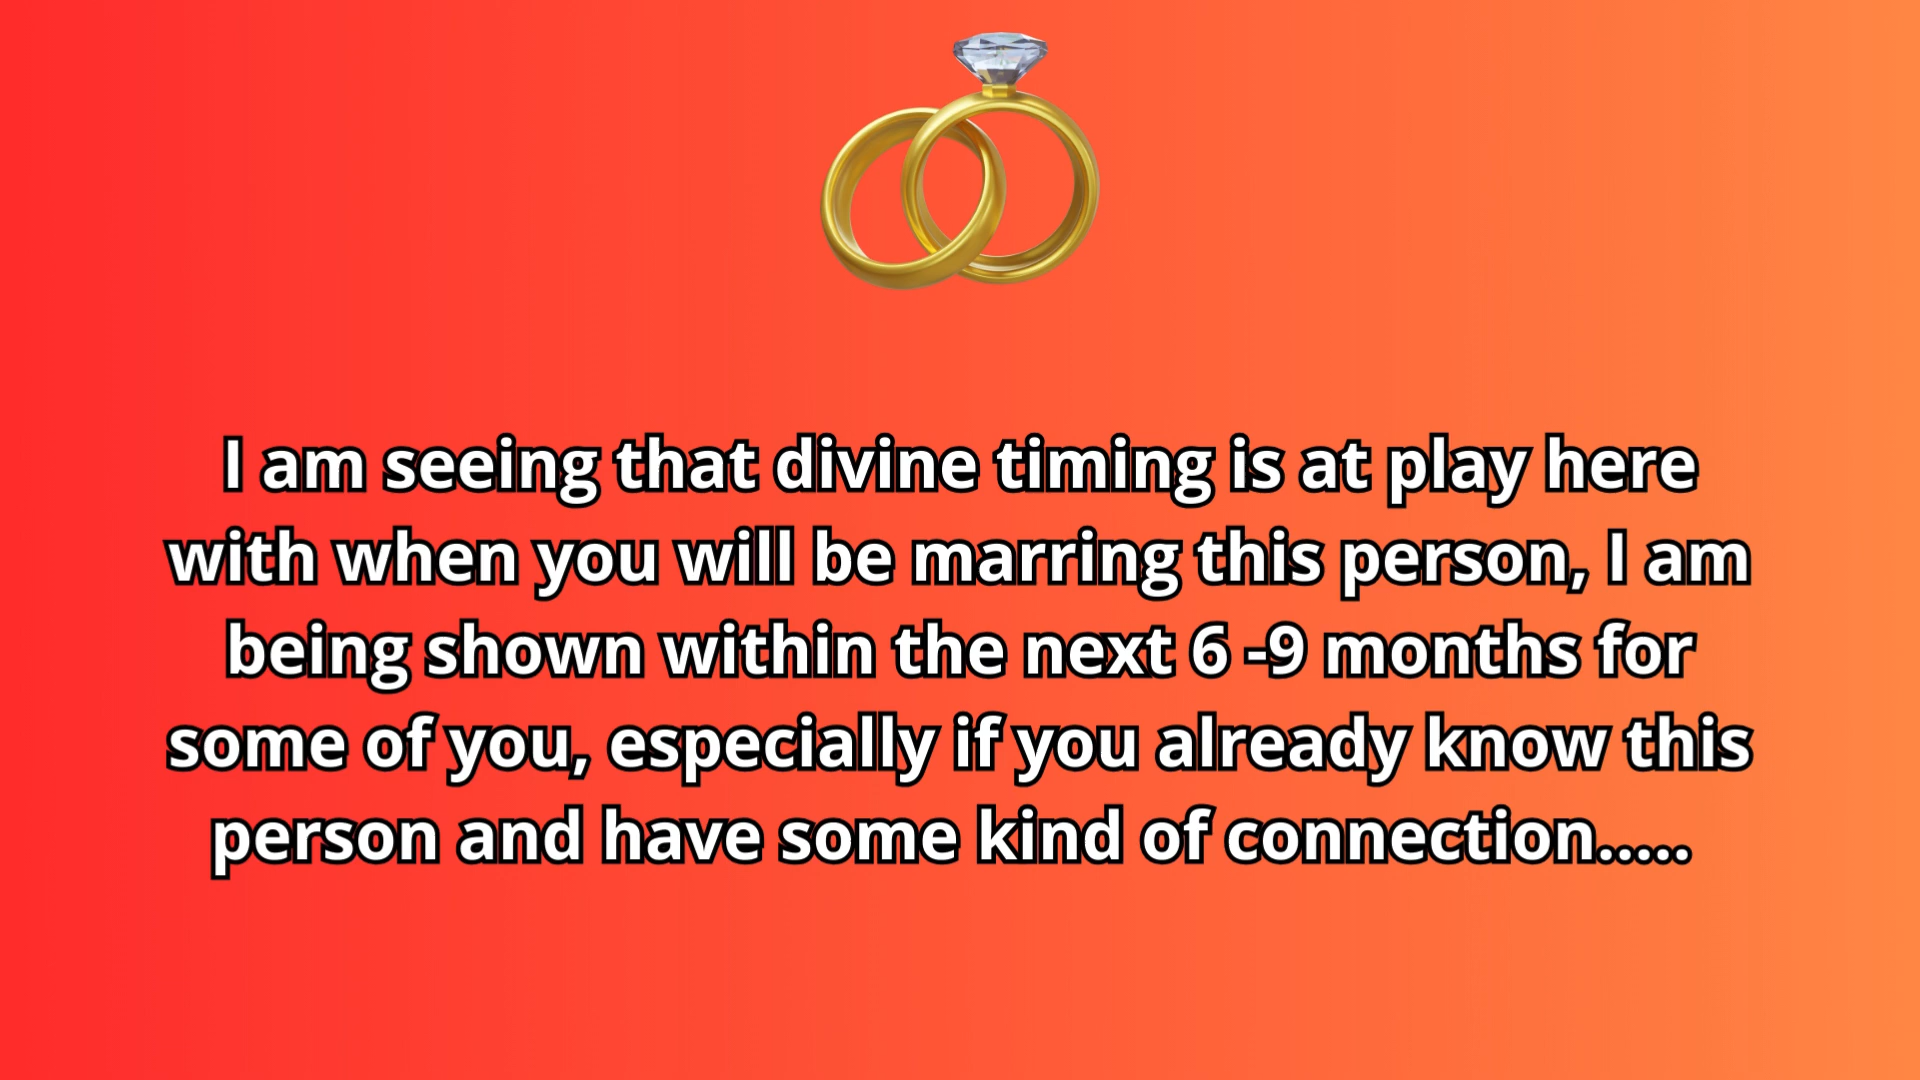 I am seeing that divine timing is at play here
with when you will be marring this person, I am
being shown within the next 6 -9 months for
some of you, especially if you already know this
person and have some kind of connection.....